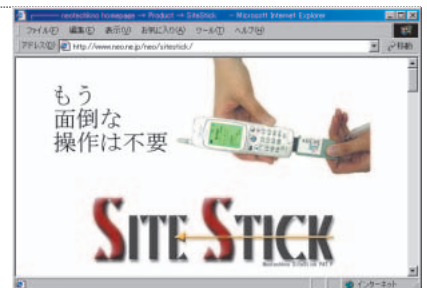 neotechkno homepage → Product → SiteStick - Microsoft Internet Explorer
ファイル(F) 編集(E) 表示(V) お気に入り(A) ツール(T) ヘルプ(H)
アドレス(D) http://www.neo.ne.jp/neo/sitestick/ 移動
もう
面倒な
操作は不要
SITE STICK
インターネット